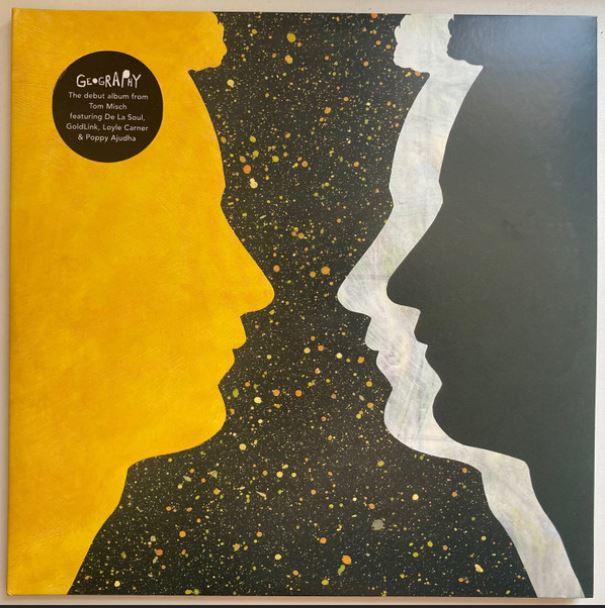 GEOGRAPHY
The debut album from
Tom Misch
featuring De La Soul,
GoldLink, Loyle Carner
& Poppy Ajudha